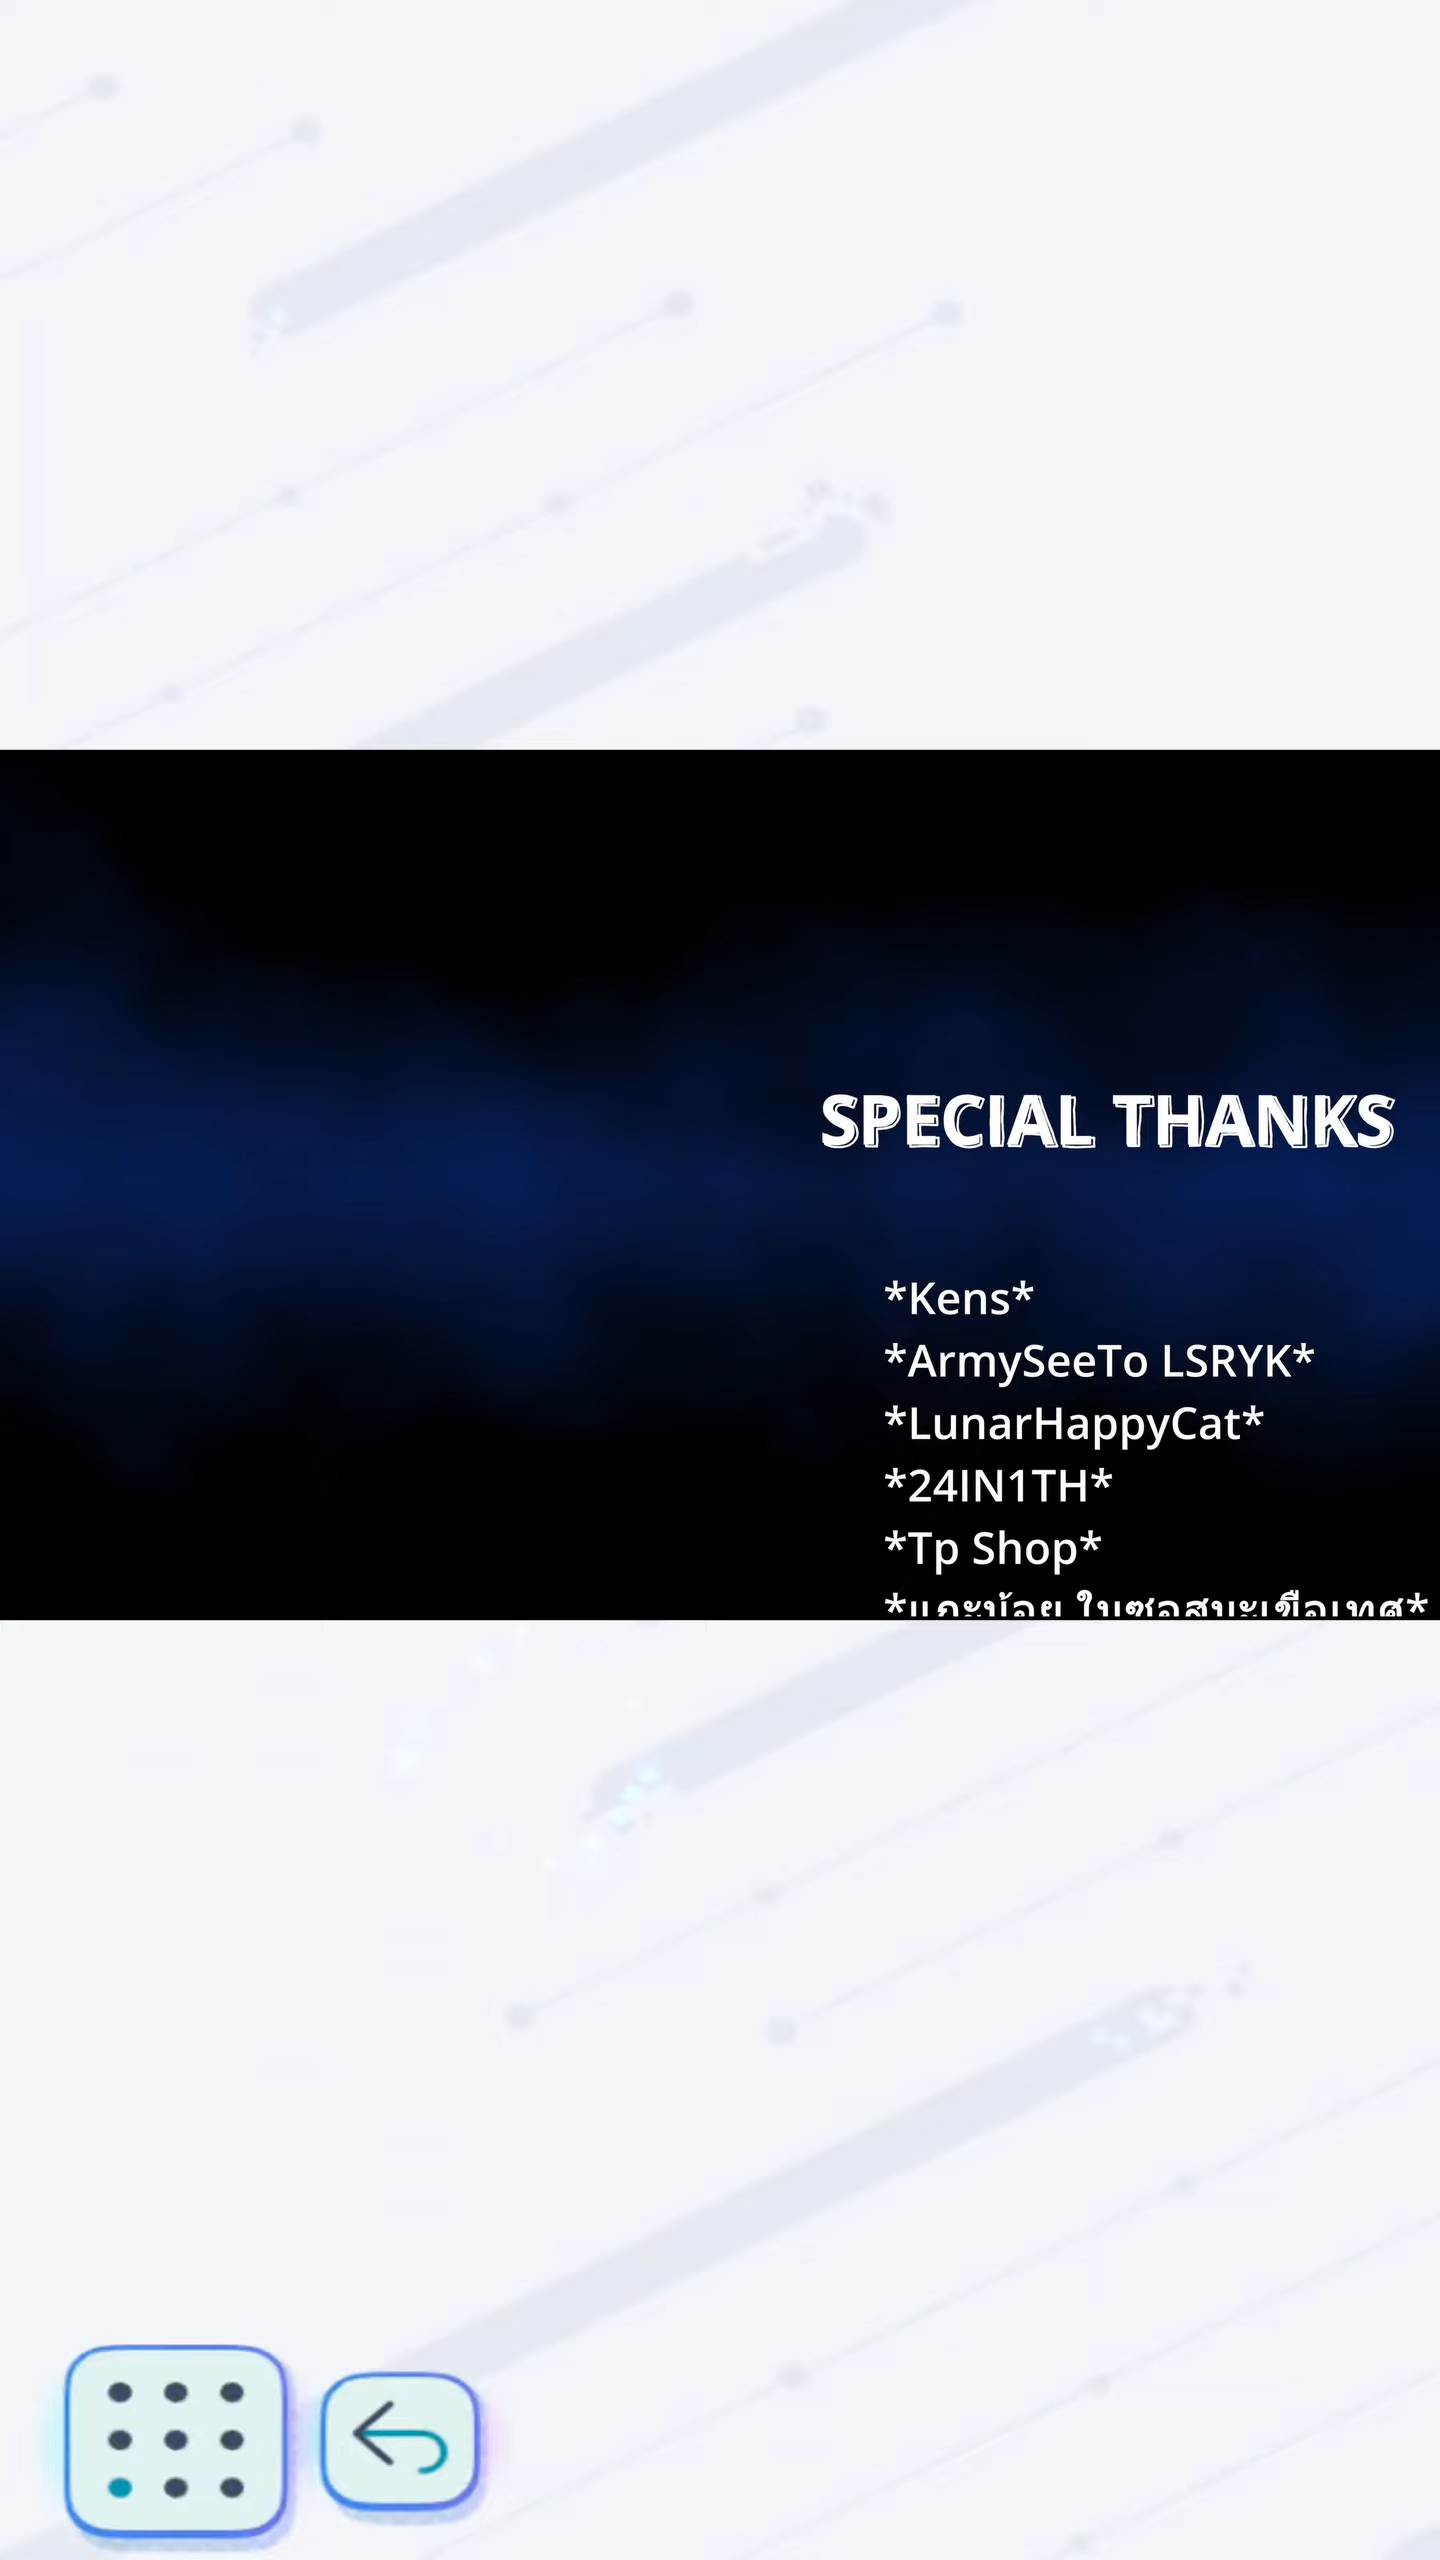 SPECIAL THANKS
*Kens*
*ArmySeeTo LSRYK*
*LunarHappyCat*
*24IN1TH*
*Tp Shop*